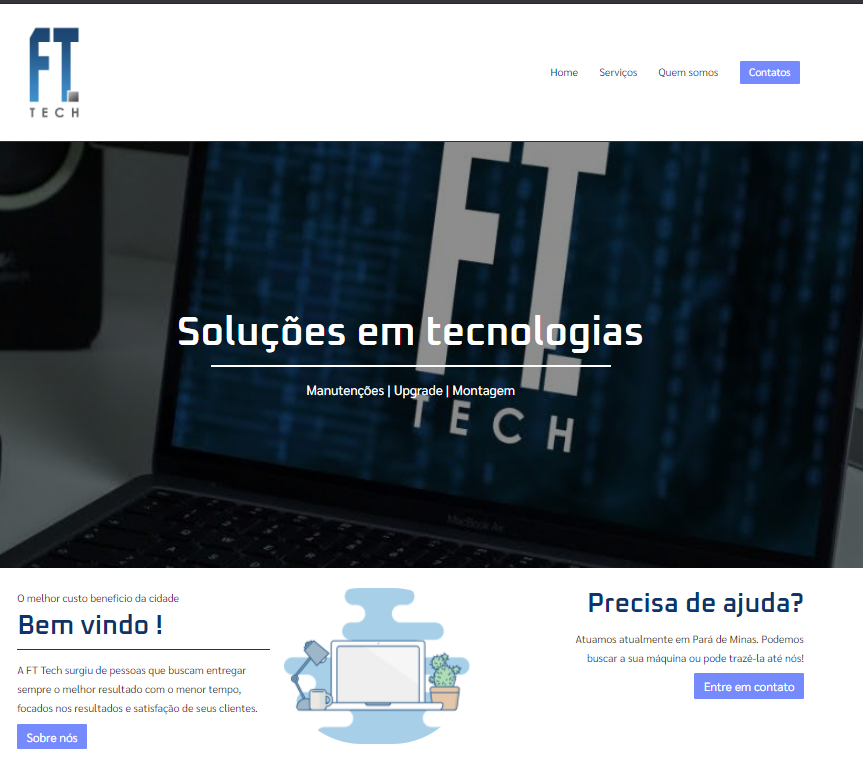 FT.
TECH
Home Serviços Quem somos Contatos
FT.
Soluções em tecnologias
Manutenções | Upgrade | Montagem
TECH
MacBook Air
O melhor custo beneficio da cidade
Bem vindo !
A FT Tech surgiu de pessoas que buscam entregar
sempre o melhor resultado com o menor tempo,
focados nos resultados e satisfação de seus clientes.
Sobre nós
Precisa de ajuda?
Atuamos atualmente em Pará de Minas. Podemos
buscar a sua máquina ou pode trazê-la até nós!
Entre em contato